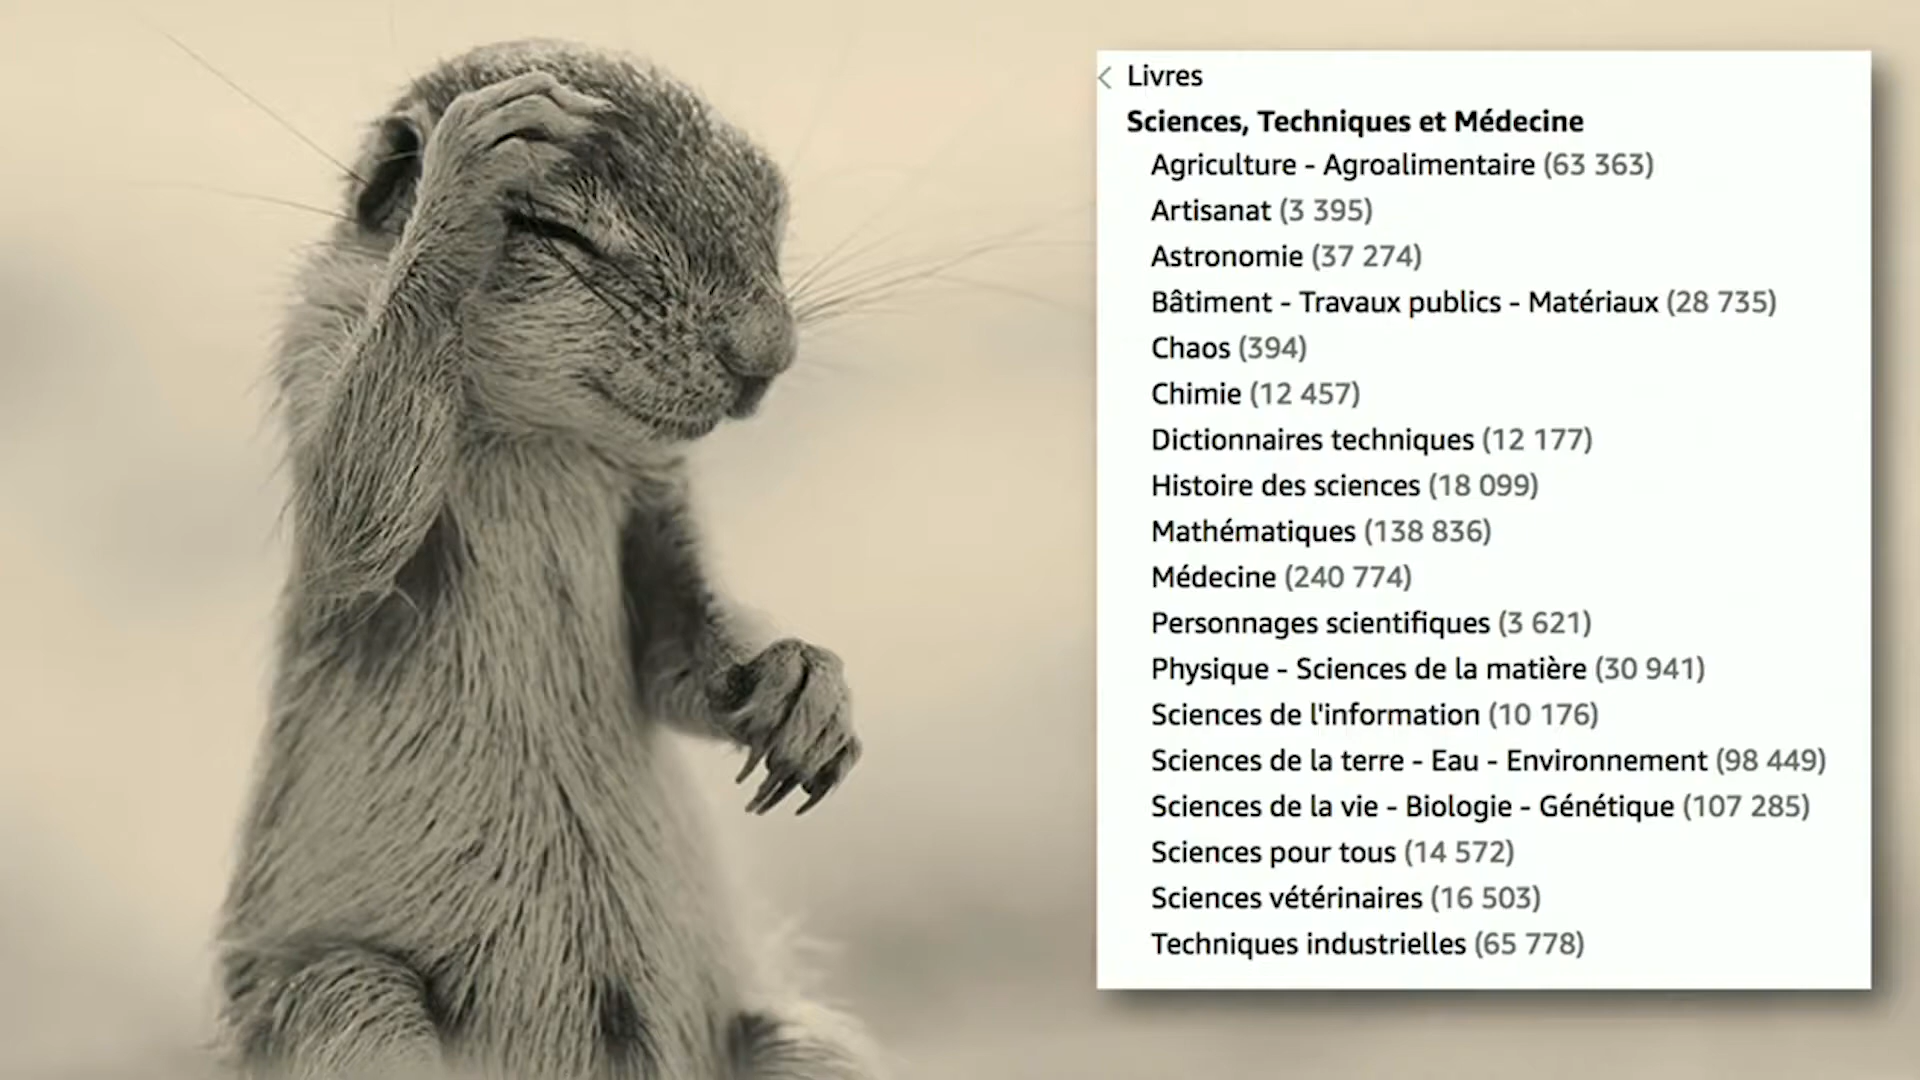 Livres
Sciences, Techniques et Médecine
Agriculture - Agroalimentaire (63 363)
Artisanat (3 395)
Astronomie (37 274)
Bâtiment - Travaux publics - Matériaux (28 735)
Chaos (394)
Chimie (12 457)
Dictionnaires techniques (12 177)
Histoire des sciences (18 099)
Mathématiques (138 836)
Médecine (240 774)
Personnages scientifiques (3 621)
Physique - Sciences de la matière (30 941)
Sciences de l'information (10 176)
Sciences de la terre - Eau - Environnement (98 449)
Sciences de la vie - Biologie - Génétique (107 285)
Sciences pour tous (14 572)
Sciences vétérinaires (16 503)
Techniques industrielles (65 778)